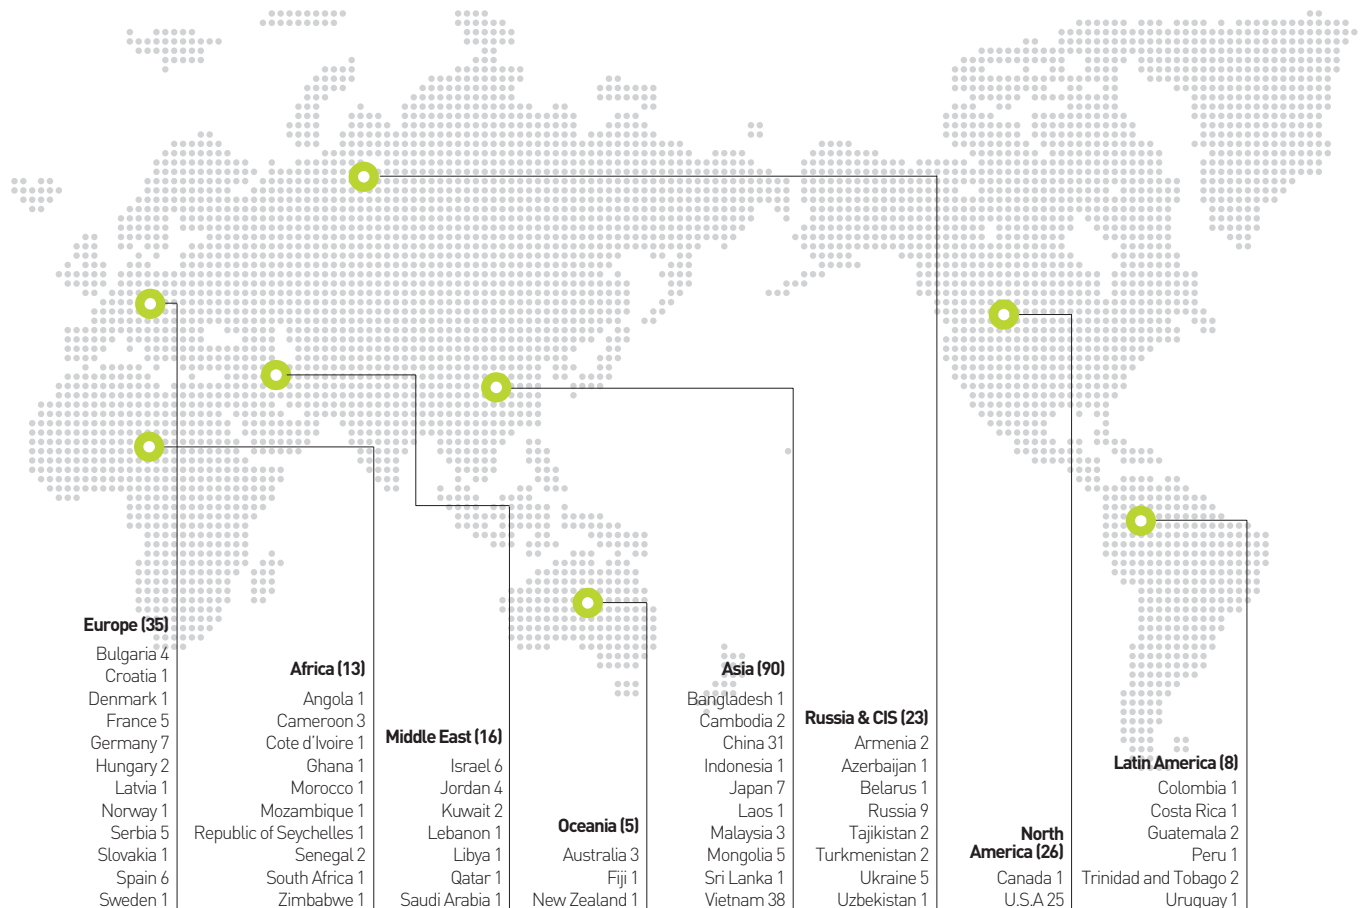 Europe (35)
Bulgaria 4
Croatia 1
Denmark 1
France 5
Germany 7
Hungary 2
Latvia 1
Norway 1
Serbia 5
Slovakia 1
Spain 6
Sweden 1
Africa (13)
Angola 1
Cameroon 3
Cote d'Ivoire 1
Ghana 1
Morocco 1
Mozambique 1
Republic of Seychelles 1
Senegal 2
South Africa 1
Zimbabwe 1
Middle East (16)
Israel 6
Jordan 4
Kuwait 2
Lebanon 1
Libya 1
Qatar 1
Saudi Arabia 1
Oceania (5)
Australia 3
Fiji 1
New Zealand 1
Asia (90)
Bangladesh 1
Cambodia 2
China 31
Indonesia 1
Japan 7
Laos 1
Malaysia 3
Mongolia 5
Sri Lanka 1
Vietnam 38
Russia & CIS (23)
Armenia 2
Azerbaijan 1
Belarus 1
Russia 9
Tajikistan 2
Turkmenistan 2
Ukraine 5
Uzbekistan 1
North
America (26)
Canada 1
U.S.A 25
Latin America (8)
Colombia 1
Costa Rica 1
Guatemala 2
Peru 1
Trinidad and Tobago 2
Uruguay 1